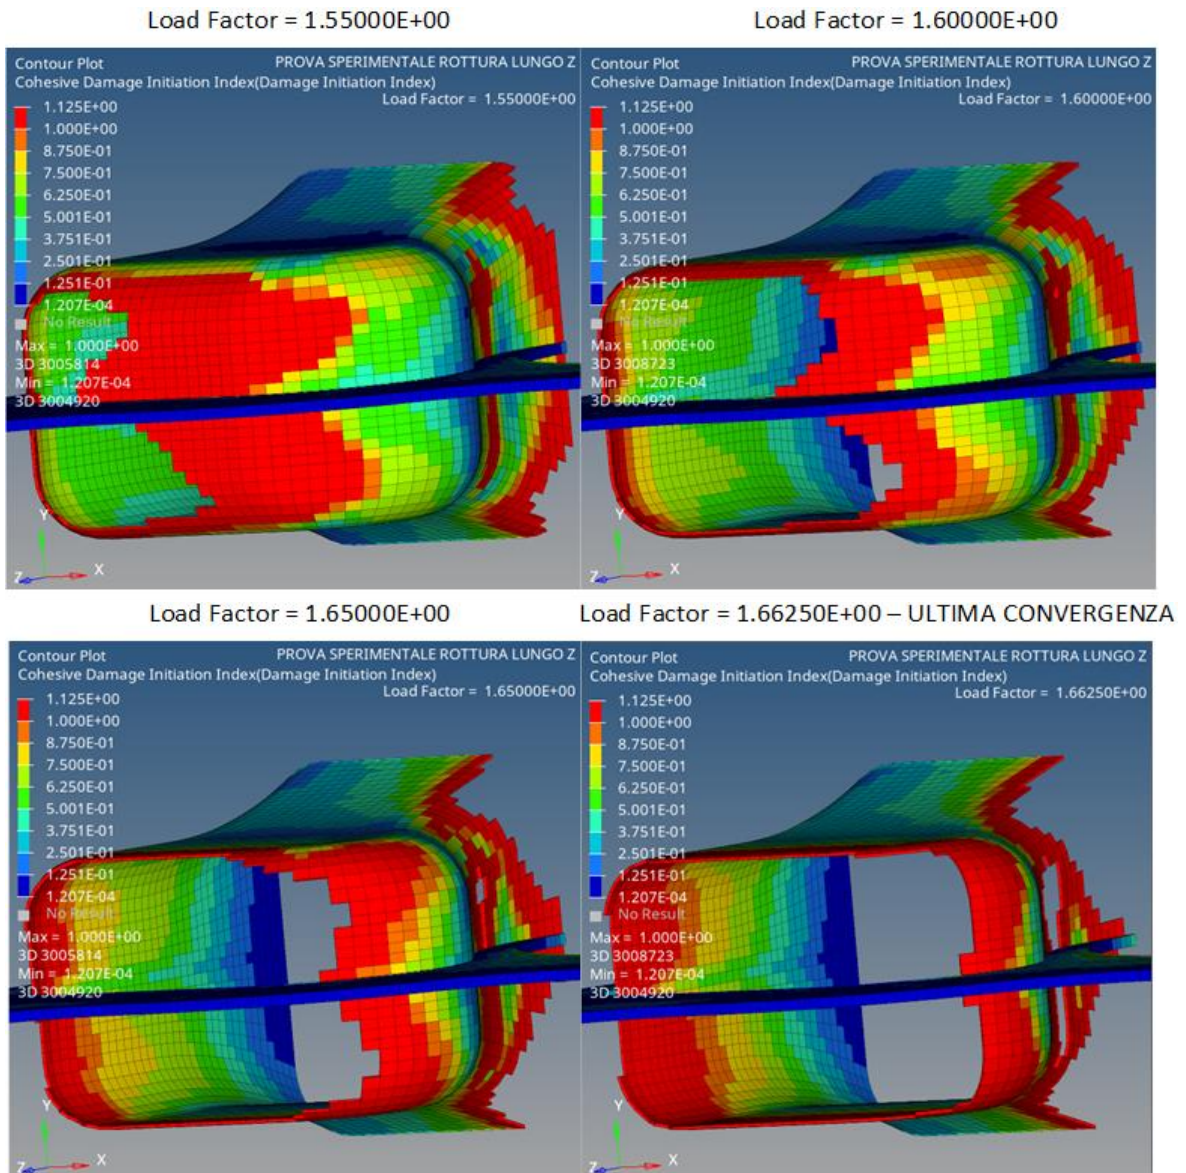 Load Factor = 1.55000E+00
Contour Plot
PROVA SPERIMENTALE ROTTURA LUNGO Z
Cohesive Damage Initiation Index(Damage Initiation Index)
Load Factor = 1.55000E+00
1.125E+00
1.000E+00
8.750E-01
7.500E-01
6.250E-01
5.001E-01
3.751E-01
2.501E-01
1.251E-01
1.207E-04
No Result
Max = 1.000E+00
3D 3005814
Min = 1.207E-04
3D 3004920
Y
Z
X
Load Factor = 1.60000E+00
Contour Plot
PROVA SPERIMENTALE ROTTURA LUNGO Z
Cohesive Damage Initiation Index(Damage Initiation Index)
Load Factor = 1.60000E+00
1.125E+00
1.000E+00
8.750E-01
7.500E-01
6.250E-01
5.001E-01
3.751E-01
2.501E-01
1.251E-01
1.207E-04
No Result
Max = 1.000E+00
3D 3008723
Min = 1.207E-04
3D 3004920
Y
Z
X
Load Factor = 1.65000E+00
Contour Plot
PROVA SPERIMENTALE ROTTURA LUNGO Z
Cohesive Damage Initiation Index(Damage Initiation Index)
Load Factor = 1.65000E+00
1.125E+00
1.000E+00
8.750E-01
7.500E-01
6.250E-01
5.001E-01
3.751E-01
2.501E-01
1.251E-01
1.207E-04
No Result
Max = 1.000E+00
3D 3005814
Min = 1.207E-04
3D 3004920
Y
Z
X
Load Factor = 1.66250E+00 – ULTIMA CONVERGENZA
Contour Plot
PROVA SPERIMENTALE ROTTURA LUNGO Z
Cohesive Damage Initiation Index(Damage Initiation Index)
Load Factor = 1.66250E+00
1.125E+00
1.000E+00
8.750E-01
7.500E-01
6.250E-01
5.001E-01
3.751E-01
2.501E-01
1.251E-01
1.207E-04
No Result
Max = 1.000E+00
3D 3008723
Min = 1.207E-04
3D 3004920
Y
Z
X